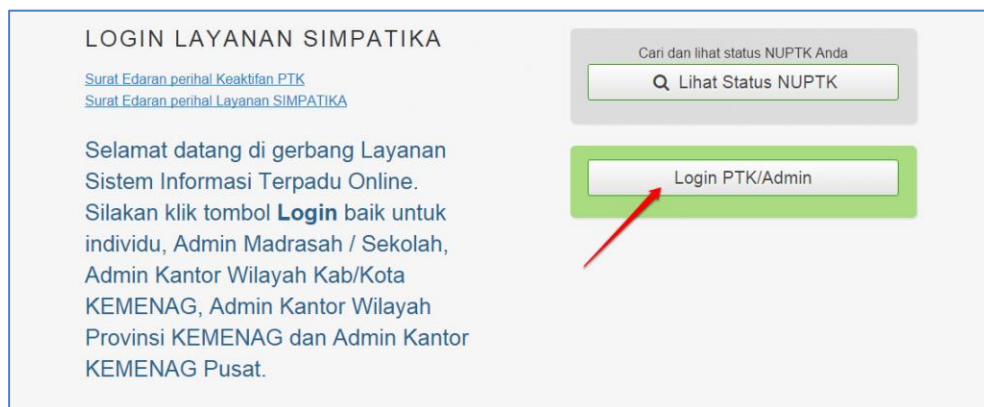 LOGIN LAYANAN SIMPATIKA
Surat Edaran perihal Keaktifan PTK
Surat Edaran perihal Layanan SIMPATIKA
Selamat datang di gerbang Layanan
Sistem Informasi Terpadu Online.
Silakan klik tombol Login baik untuk
individu, Admin Madrasah / Sekolah,
Admin Kantor Wilayah Kab/Kota
KEMENAG, Admin Kantor Wilayah
Provinsi KEMENAG dan Admin Kantor
KEMENAG Pusat.
Cari dan lihat status NUPTK Anda
Lihat Status NUPTK
Login PTK/Admin